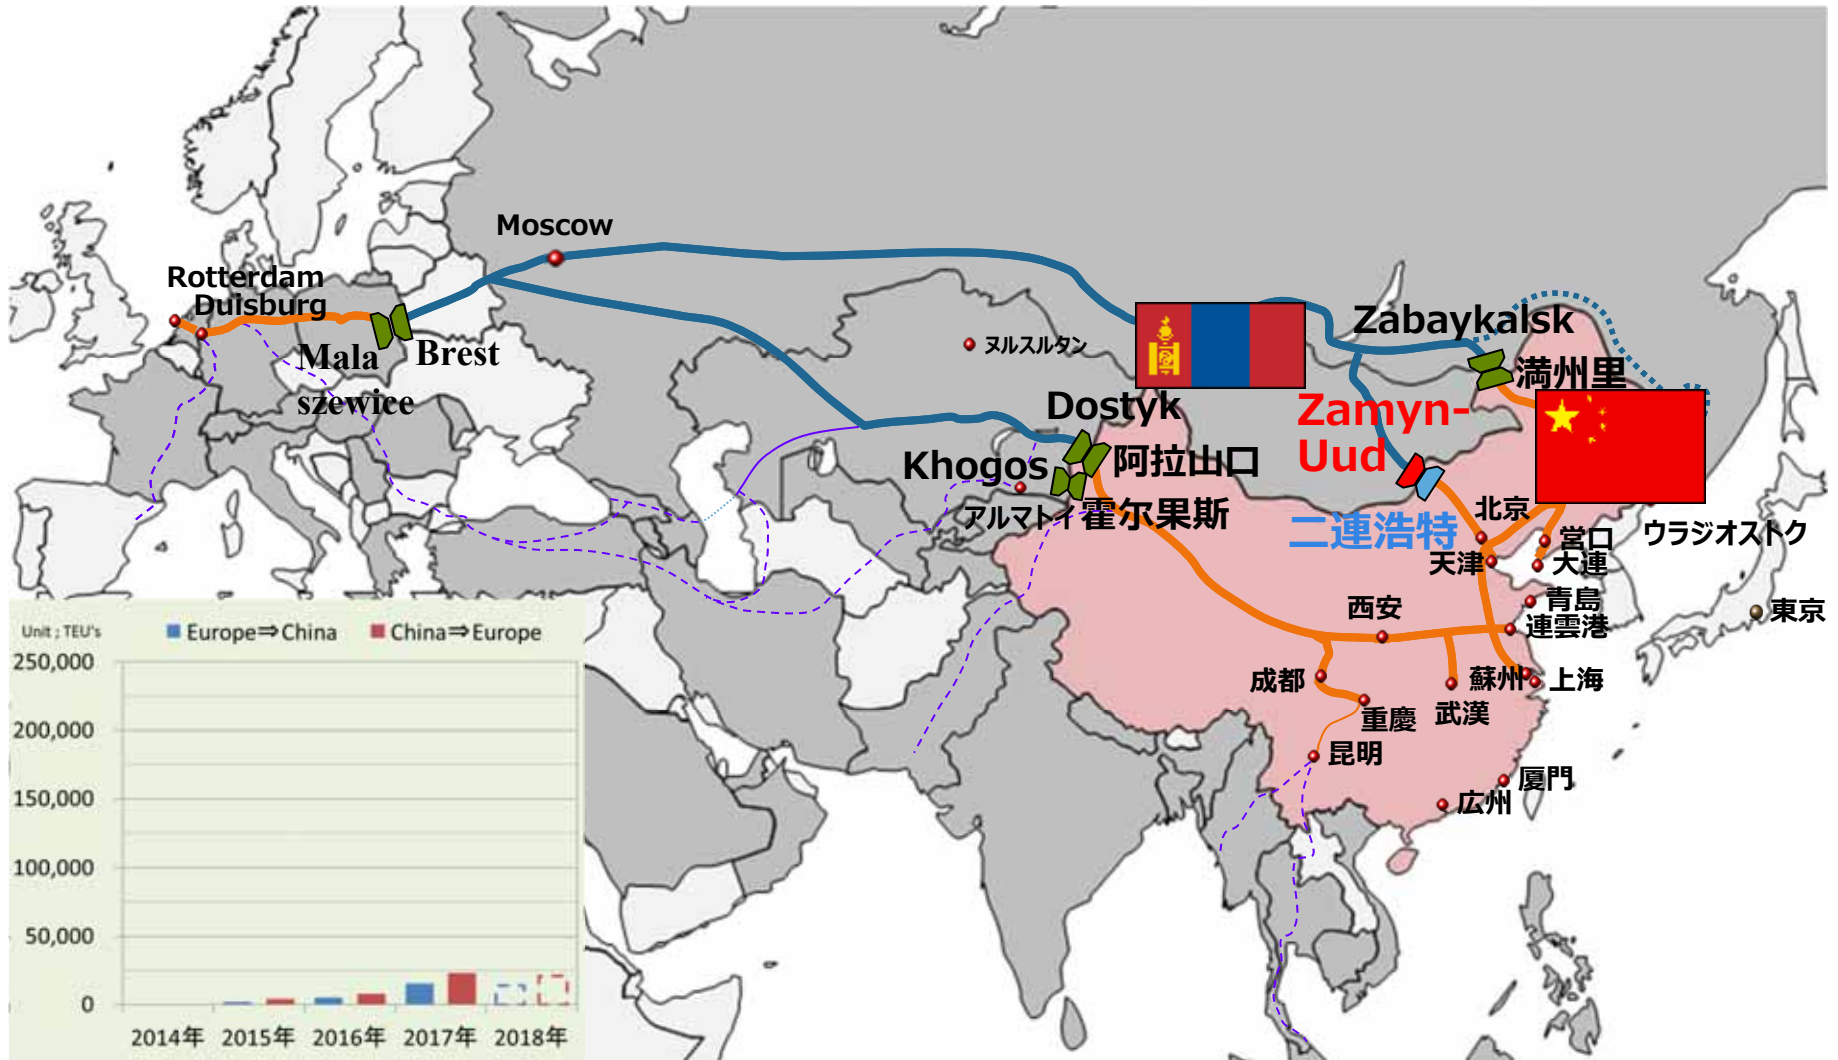 Moscow
Rotterdam
Duisburg
Mala
szewice
Brest
ヌルスルタン
Zabaykalsk
満州里
Dostyk
阿拉山口
Khogos
アルマトイ
霍尔果斯
Zamyn-
Uud
二連浩特
北京
天津
営口
大連
ウラジオストク
青島
連雲港
東京
西安
成都
重慶
武漢
蘇州
上海
昆明
厦門
広州
Unit ; TEU's
Europe⇒China
China⇒Europe
250,000
200,000
150,000
100,000
50,000
0
2014年
2015年
2016年
2017年
2018年